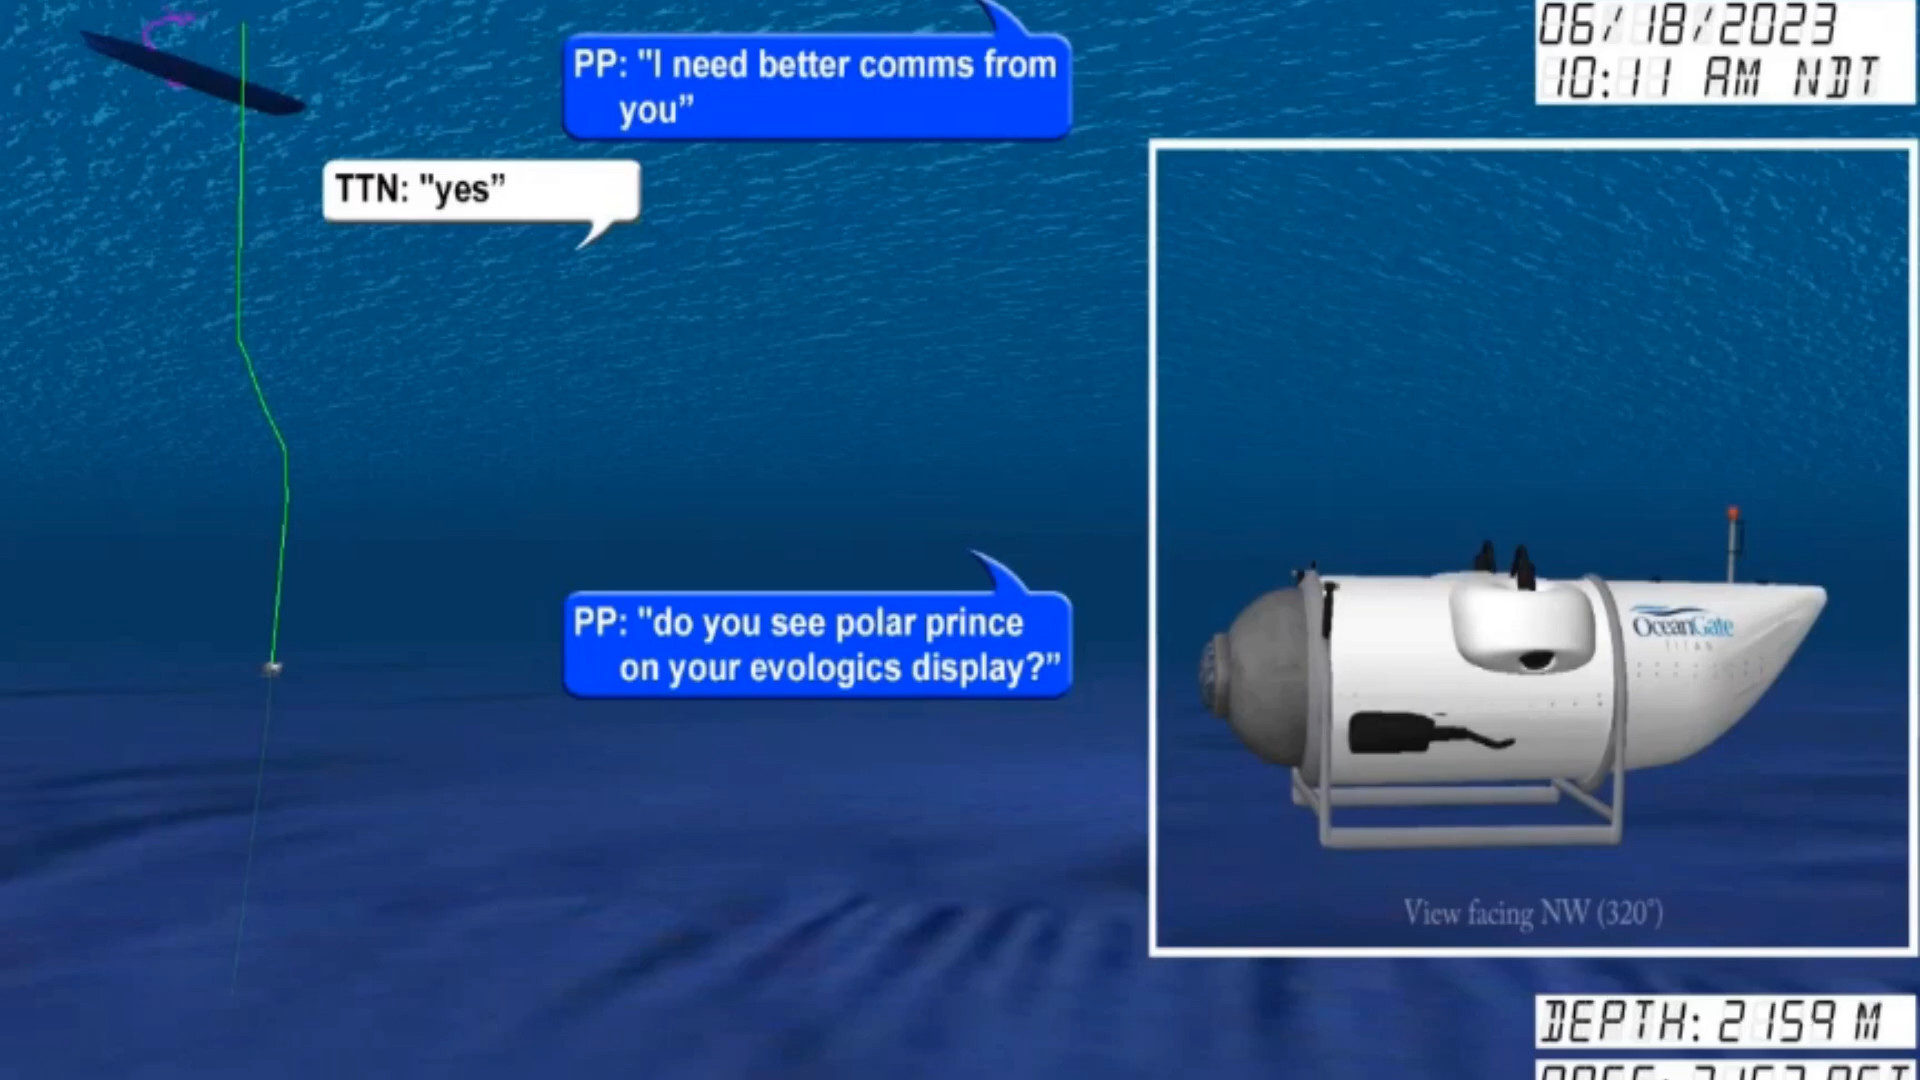 PP: "I need better comms from
you”
06/18/2023
10:11 AM NDT
TTN: "yes”
PP: "do you see polar prince
on your evologics display?”
OceanGate
TITAN
View facing NW (320°)
DEPTH: 2159 M